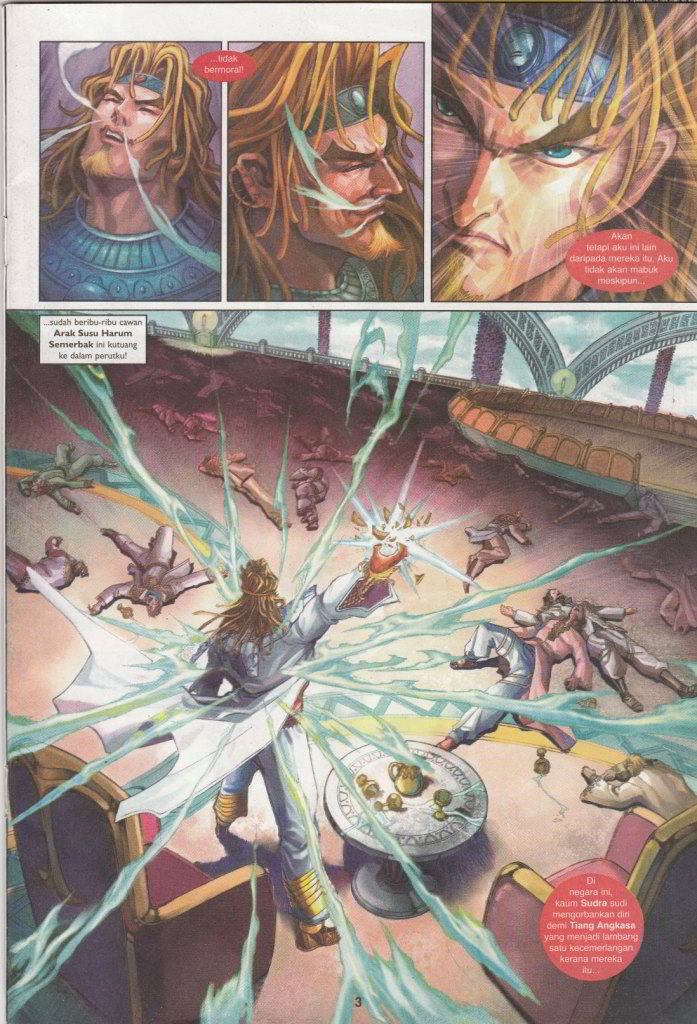 ...tidak
bermoral!
Akan
tetapi aku ini lain
daripada mereka itu. Aku
tidak akan mabuk
meskipun...
...sudah beribu-ribu cawan
Arak Susu Harum
Semerbak ini kutuang
ke dalam perutku!
Di
negara ini,
kaum Sudra sudi
mengorbankan diri
demi Tiang Angkasa
yang menjadi lambang
satu kecemerlangan
kerana mereka
itu...
3